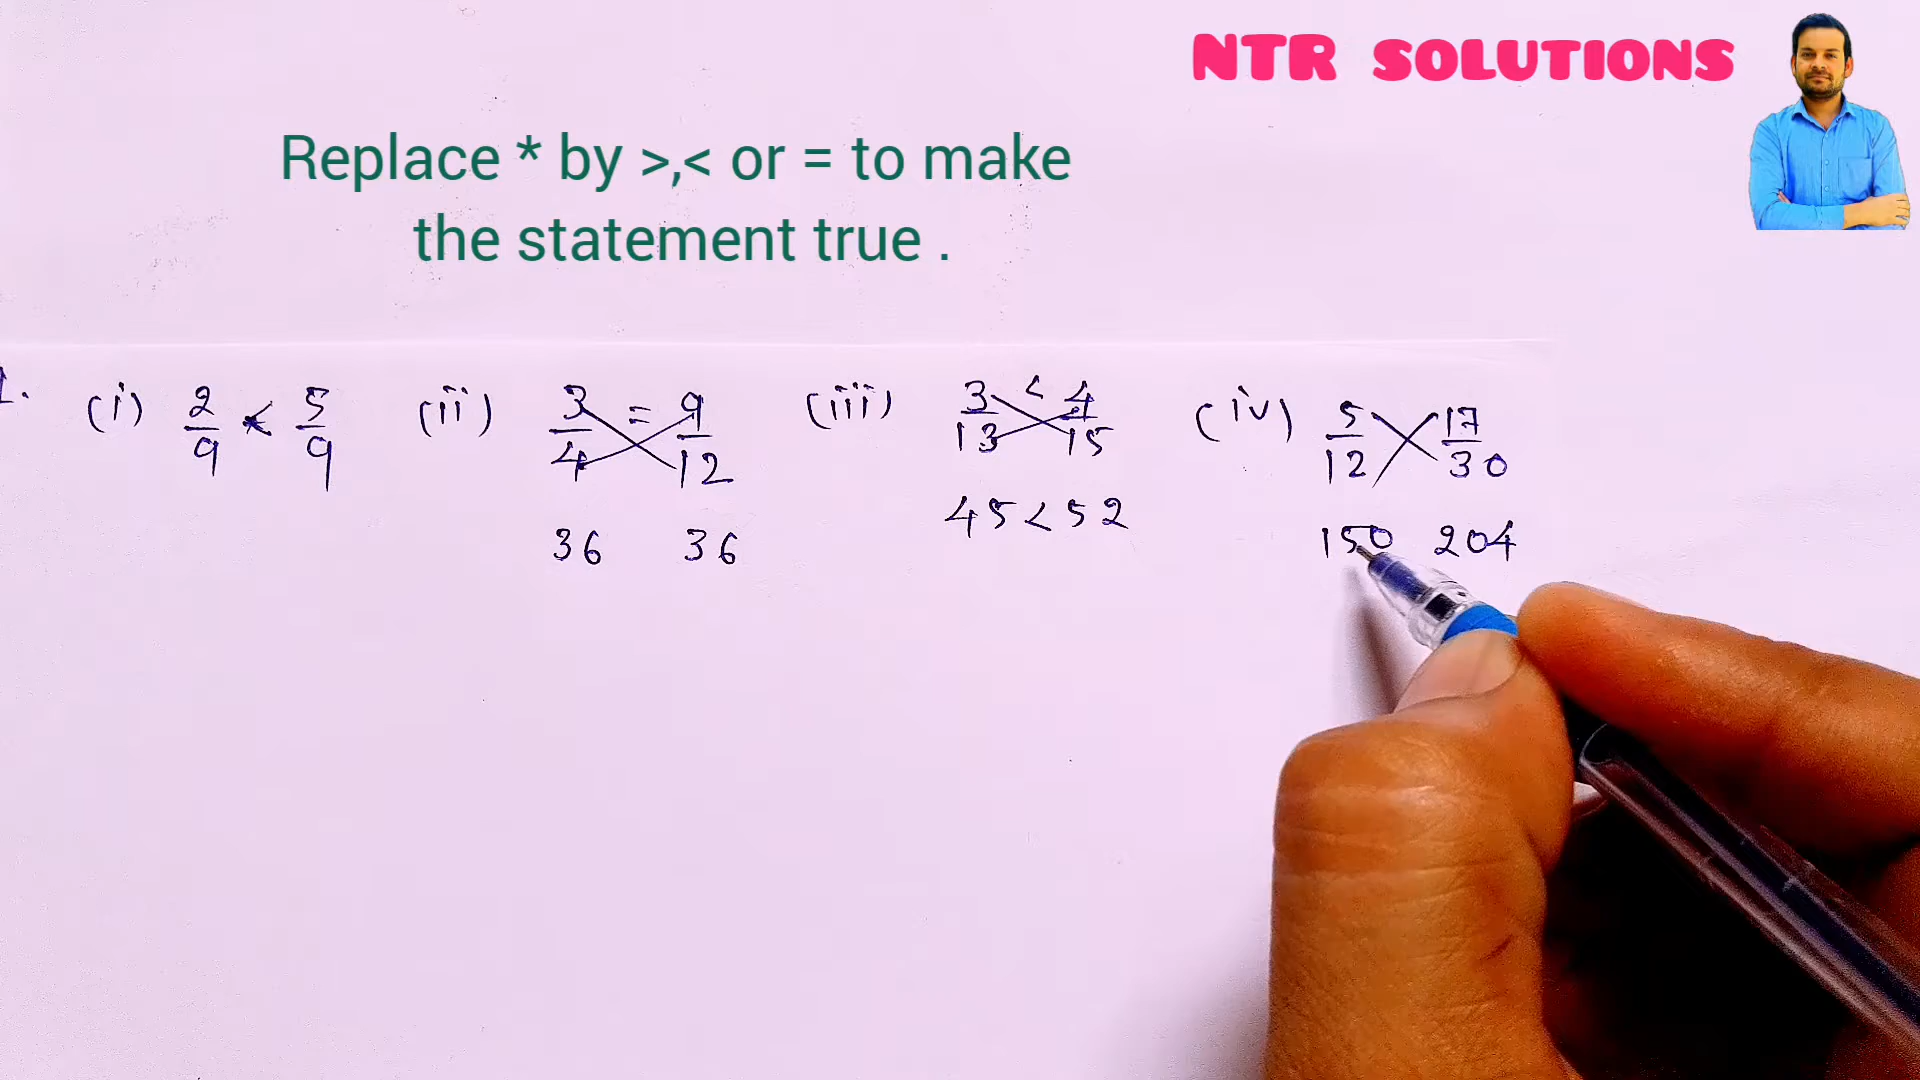 NTR SOLUTIONS
Replace * by >,< or = to make
the statement true .
1. (i) 2/9 < 5/9 (ii) 3/4 = 9/12 (iii) 3/13 < 4/15 (iv) 5/12 17/30
36 36 45 < 52 150 204